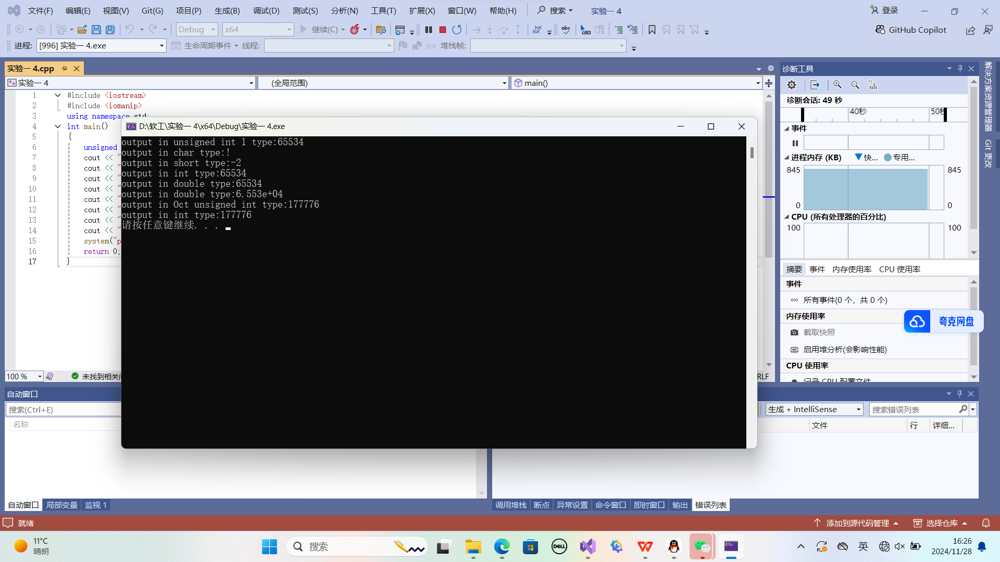 文件(F) 编辑(E) 视图(V) Git(G) 项目(P) 生成(B) 调试(D) 测试(S) 分析(N) 工具(T) 扩展(X) 窗口(W) 帮助(H) 搜索 实验一 4 登录
Debug x64 继续(C) GitHub Copilot
进程: [996] 实验一 4.exe 生命周期事件 线程: 堆栈帧:
实验一 4.cpp
实验一 4 (全局范围) main()
1 #include <iostream>
2 #include <iomanip>
3 using namespace std;
4 int main()
5 {
6 unsigned
7 cout << "
8 cout << "
9 cout << "
10 cout << "
11 cout << "
12 cout << "
13 cout << "
14 cout << "
15 system("p
16 return 0;
17 }
D:\软工\实验一 4\x64\Debug\实验一 4.exe
output in unsigned int l type:65534
output in char type:!
output in short type:-2
output in int type:65534
output in double type:65534
output in double type:6.553e+04
output in Oct unsigned int type:177776
output in int type:177776
请按任意键继续. . .
诊断工具
诊断会话: 49 秒
40秒 50秒
事件
进程内存 (KB) 快... 专用...
845 845
0 0
CPU (所有处理器的百分比)
100 100
摘要 事件 内存使用率 CPU 使用率
事件
所有事件(0 个，共 0 个)
内存使用率
截取快照
启用堆分析(会影响性能)
CPU 使用率
记录 CPU 配置文件
夸克网盘
解决方案资源管理器
Git 更改
100 % 未找到相关问 RLF
自动窗口
搜索(Ctrl+E)
名称
生成 + IntelliSense 搜索错误列表
文件 行 详细...
自动窗口 局部变量 监视 1
调用堆栈 断点 异常设置 命令窗口 即时窗口 输出 错误列表
就绪 添加到源代码管理 选择仓库
11°C
晴朗
搜索
DELL
英
16:26
2024/11/28